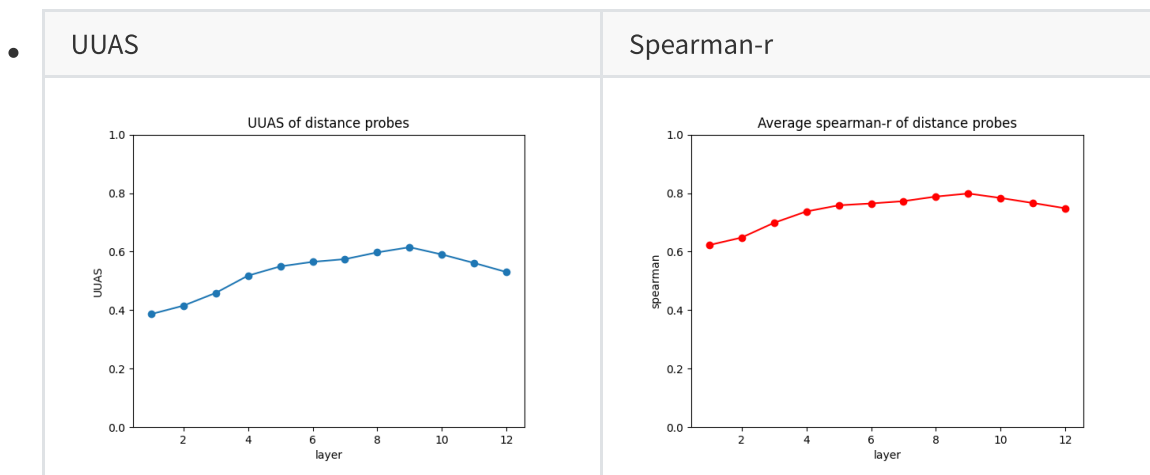 UUAS
Spearman-r
UUAS of distance probes
1.0
0.8
0.6
0.4
0.2
0.0
UUAS
2 4 6 8 10 12
layer
Average spearman-r of distance probes
1.0
0.8
0.6
0.4
0.2
0.0
spearman
2 4 6 8 10 12
layer